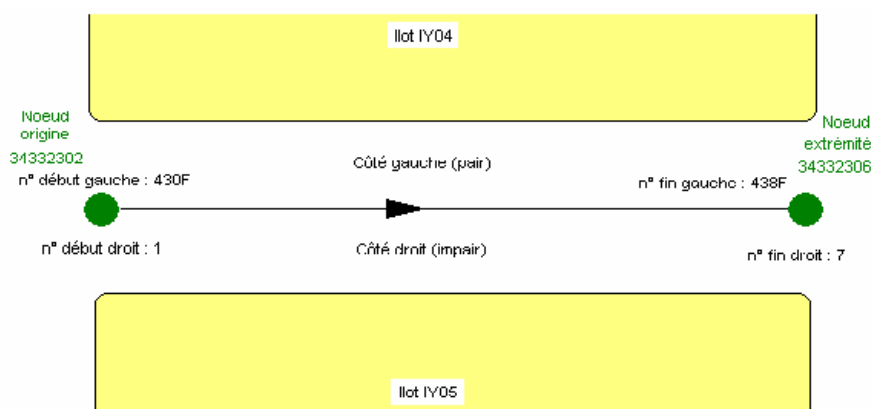 Ilot IY04
Noeud
origine
34332302
Noeud
extrémité
34332306
Côté gauche (pair)
n° début gauche : 430F
n° fin gauche : 438F
n° début droit : 1
Côté droit (impair)
n° fin droit : 7
Ilot IY05